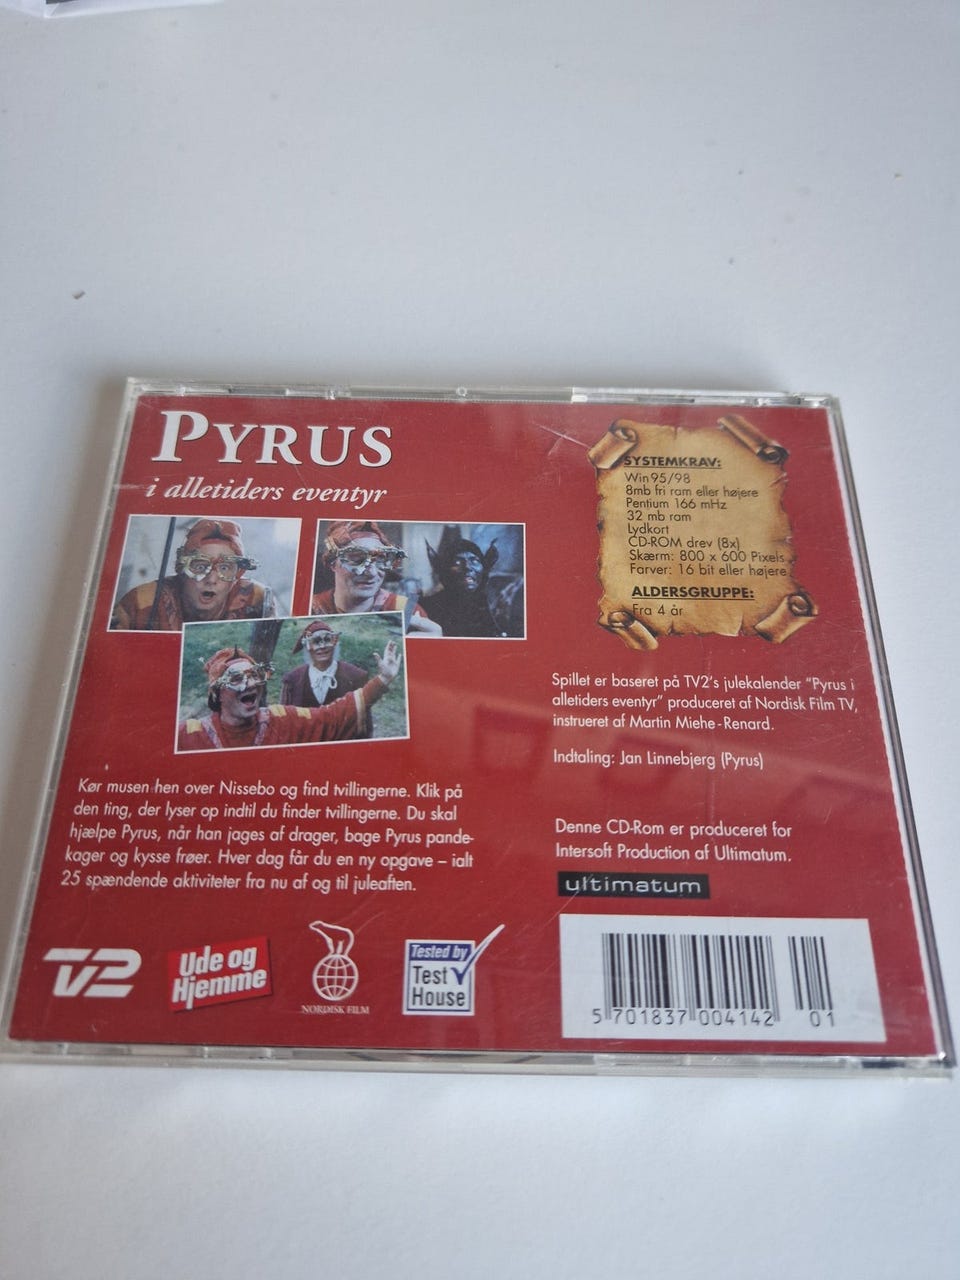 PYRUS
i alletiders eventyr
SYSTEMKRAV:
Win 95/98
8mb fri ram eller højere
Pentium 166 mHz
32 mb ram
Lydkort
CD-ROM drev (8x)
Skærm: 800 x 600 Pixels
Farver: 16 bit eller højere
ALDERSGRUPPE:
Fra 4 år
Spillet er baseret på TV2's julekalender "Pyrus i
alletiders eventyr" produceret af Nordisk Film TV,
instrueret af Martin Miehe-Renard.
Indtaling: Jan Linnebjerg (Pyrus)
Kør musen hen over Nissebo og find tvillingerne. Klik på
den ting, der lyser op indtil du finder tvillingerne. Du skal
hjælpe Pyrus, når han jages af drager, bage Pyrus pande-
kager og kysse frøer. Hver dag får du en ny opgave – ialt
25 spændende aktiviteter fra nu af og til juleaften.
Denne CD-Rom er produceret for
Intersoft Production af Ultimatum.
ultimatum
TV2
Ude og
Hjemme
NORDISK FILM
Tested by
Test
House
5 701837 004142 01